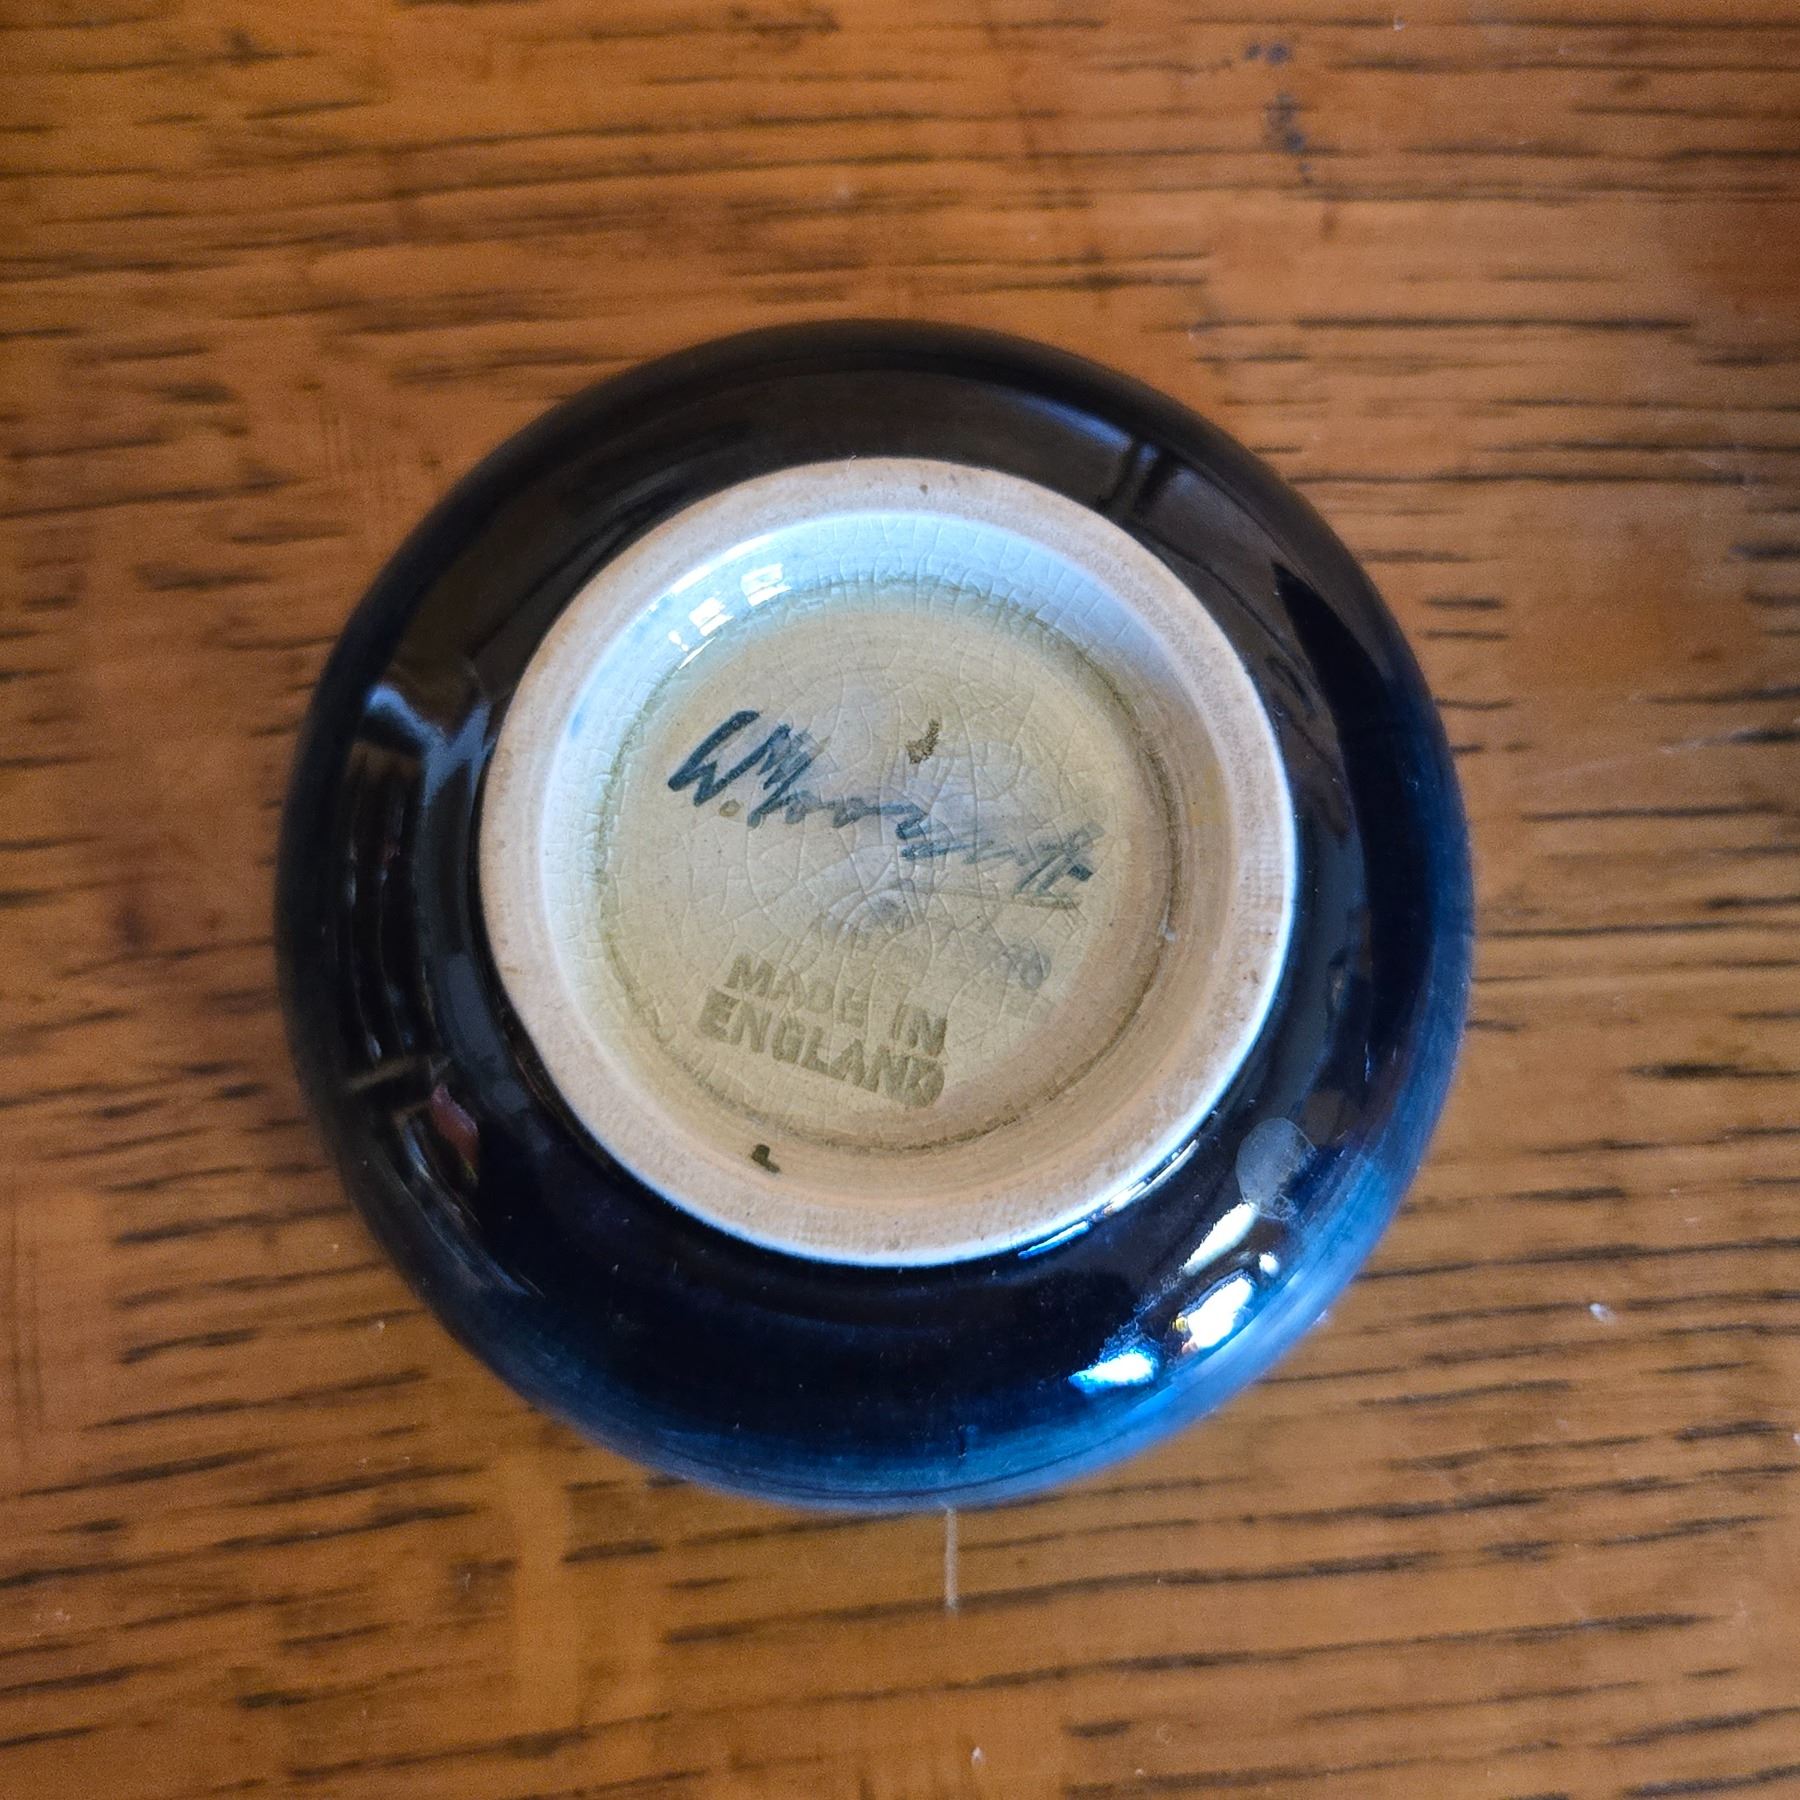 W. Moorcroft
MADE IN
ENGLAND